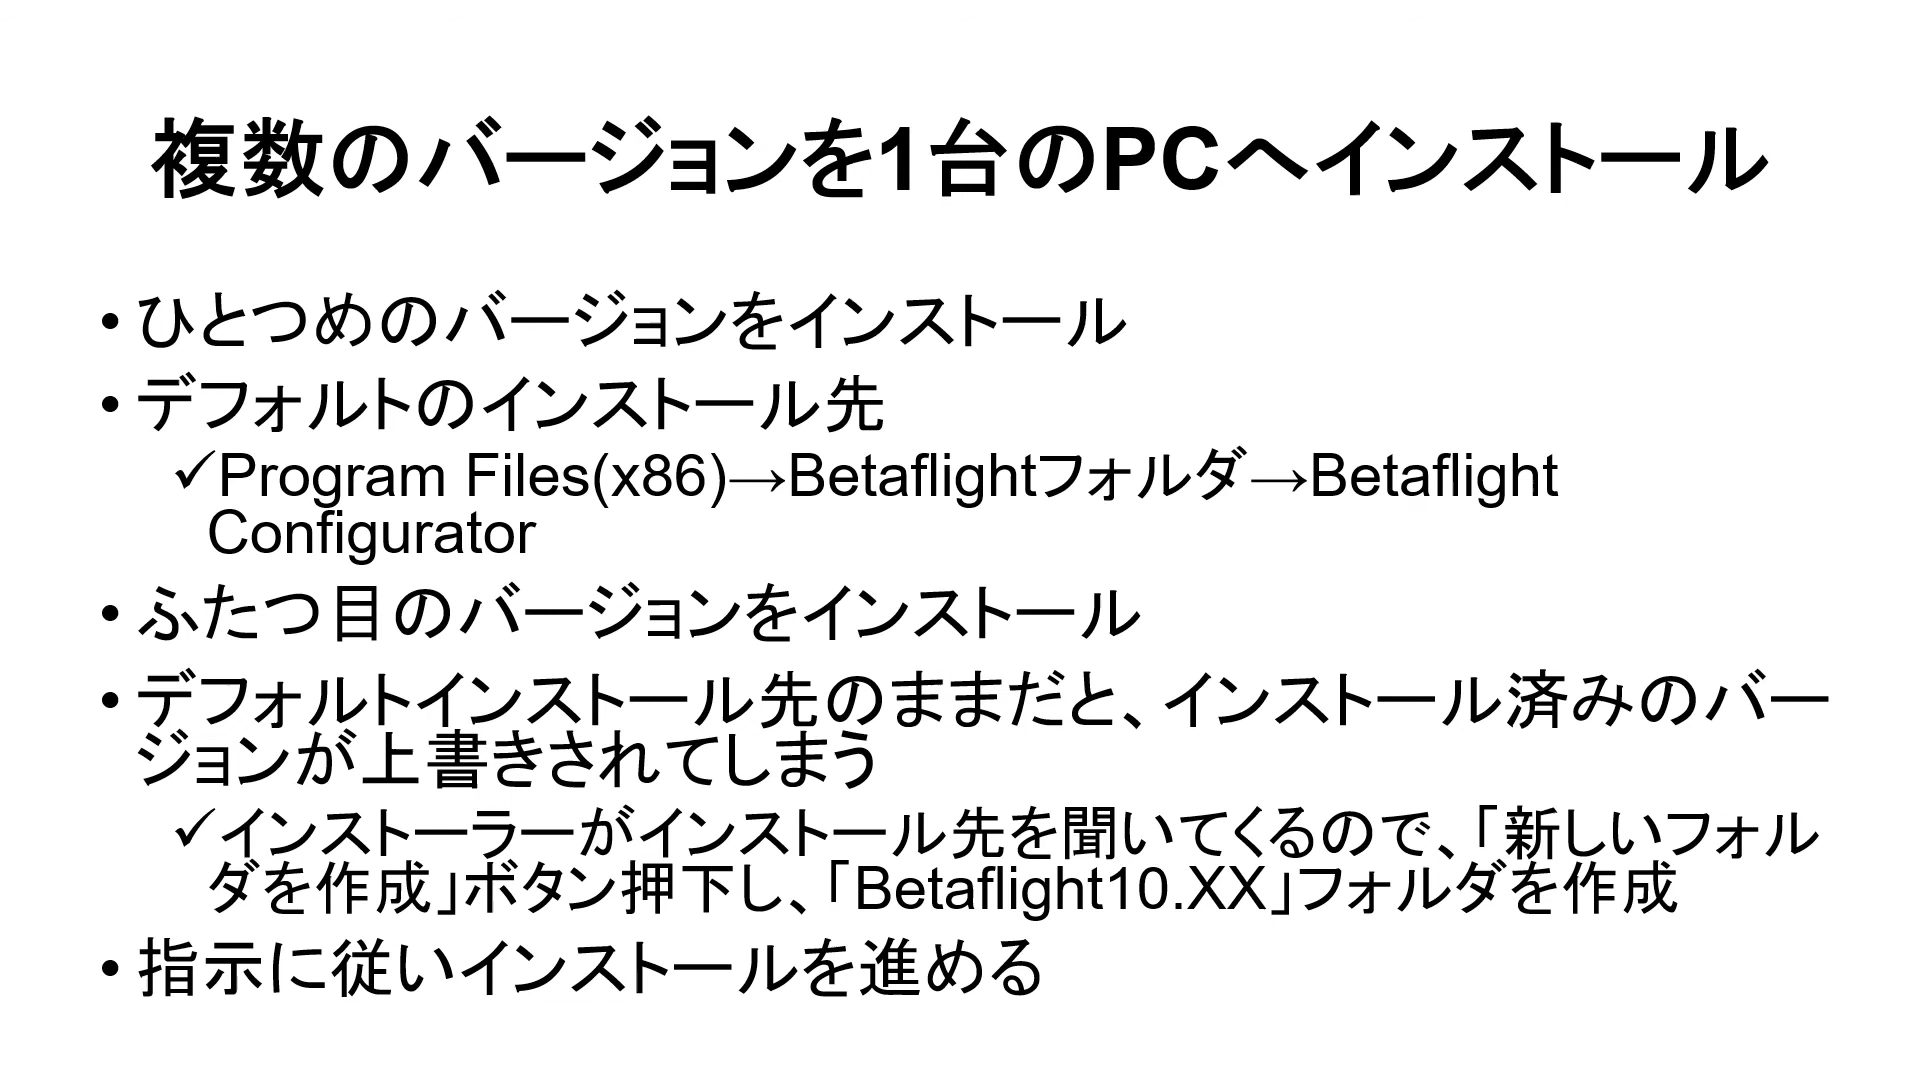 複数のバージョンを1台のPCへインストール
• ひとつめのバージョンをインストール
• デフォルトのインストール先
✓Program Files(x86)→Betaflightフォルダ→Betaflight
Configurator
• ふたつ目のバージョンをインストール
• デフォルトインストール先のままだと、インストール済みのバー
ジョンが上書きされてしまう
✓インストーラーがインストール先を聞いてくるので、「新しいフォル
ダを作成」ボタン押下し、「Betaflight10.XX」フォルダを作成
• 指示に従いインストールを進める